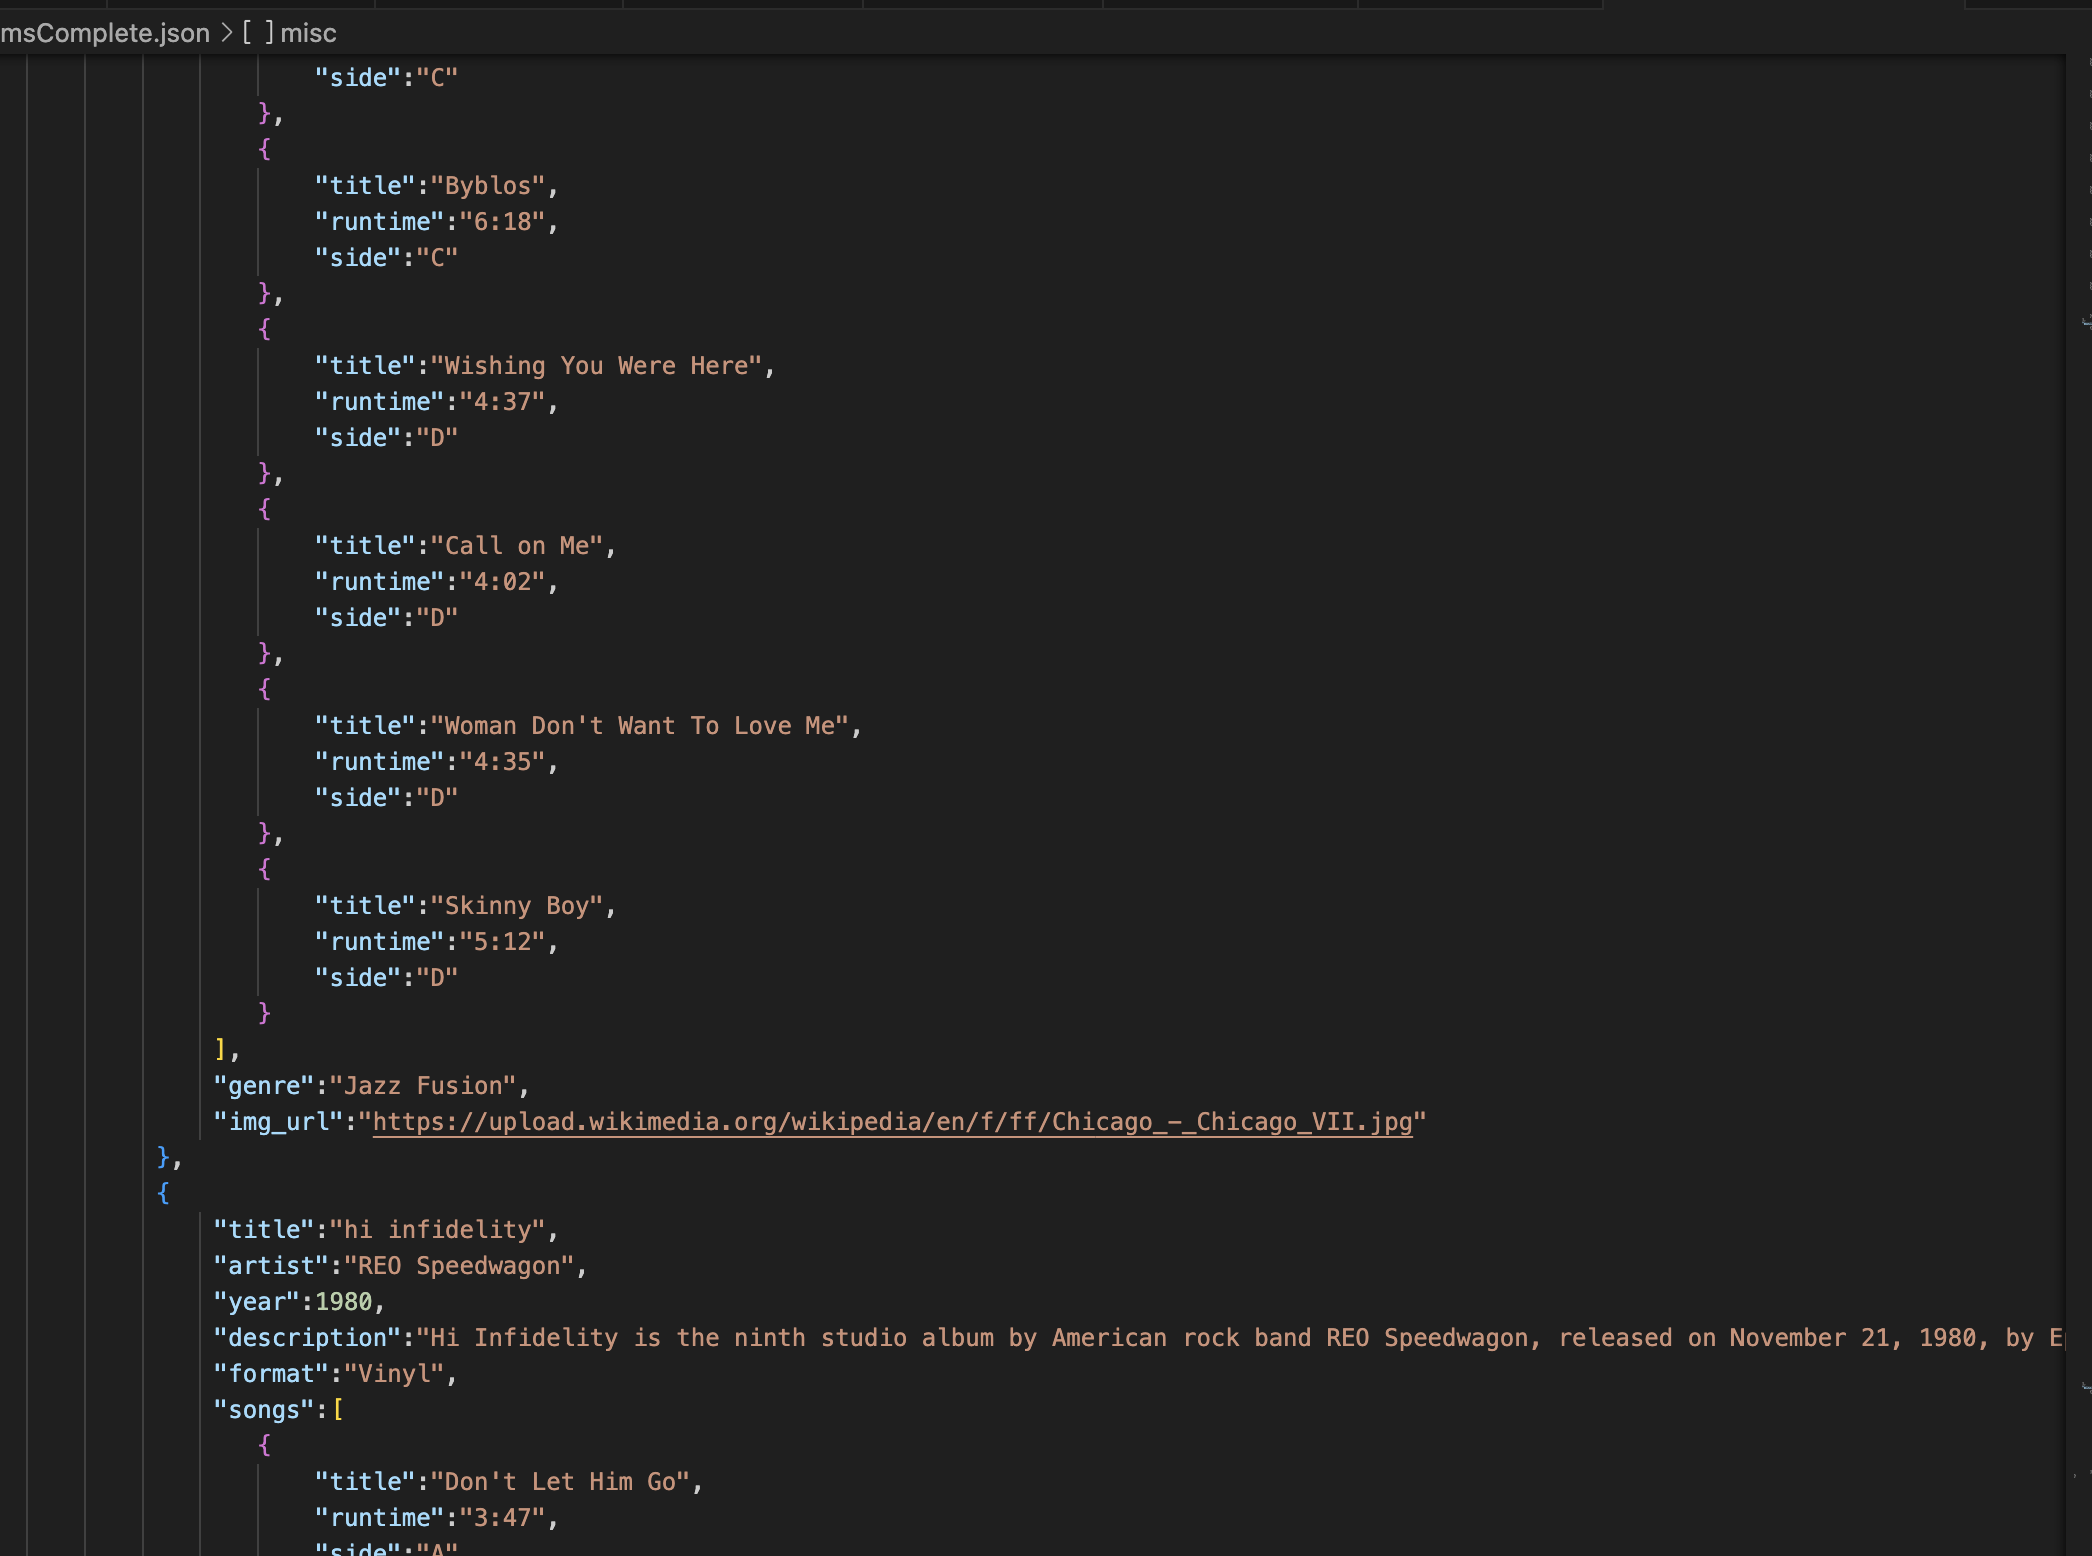 msComplete.json > [ ] misc
"side":"C"
},
{
"title":"Byblos",
"runtime":"6:18",
"side":"C"
},
{
"title":"Wishing You Were Here",
"runtime":"4:37",
"side":"D"
},
{
"title":"Call on Me",
"runtime":"4:02",
"side":"D"
},
{
"title":"Woman Don't Want To Love Me",
"runtime":"4:35",
"side":"D"
},
{
"title":"Skinny Boy",
"runtime":"5:12",
"side":"D"
}
],
"genre":"Jazz Fusion",
"img_url":"https://upload.wikimedia.org/wikipedia/en/f/ff/Chicago_-_Chicago_VII.jpg"
},
{
"title":"hi infidelity",
"artist":"REO Speedwagon",
"year":1980,
"description":"Hi Infidelity is the ninth studio album by American rock band REO Speedwagon, released on November 21, 1980, by
"format":"Vinyl",
"songs":[
{
"title":"Don't Let Him Go",
"runtime":"3:47",
"side":"A"